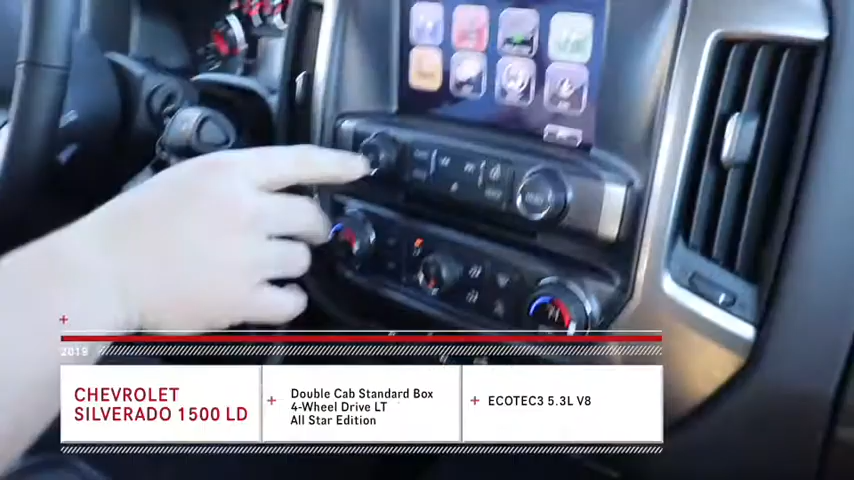 2019
CHEVROLET
SILVERADO 1500 LD
Double Cab Standard Box
4-Wheel Drive LT
All Star Edition
ECOTEC3 5.3L V8